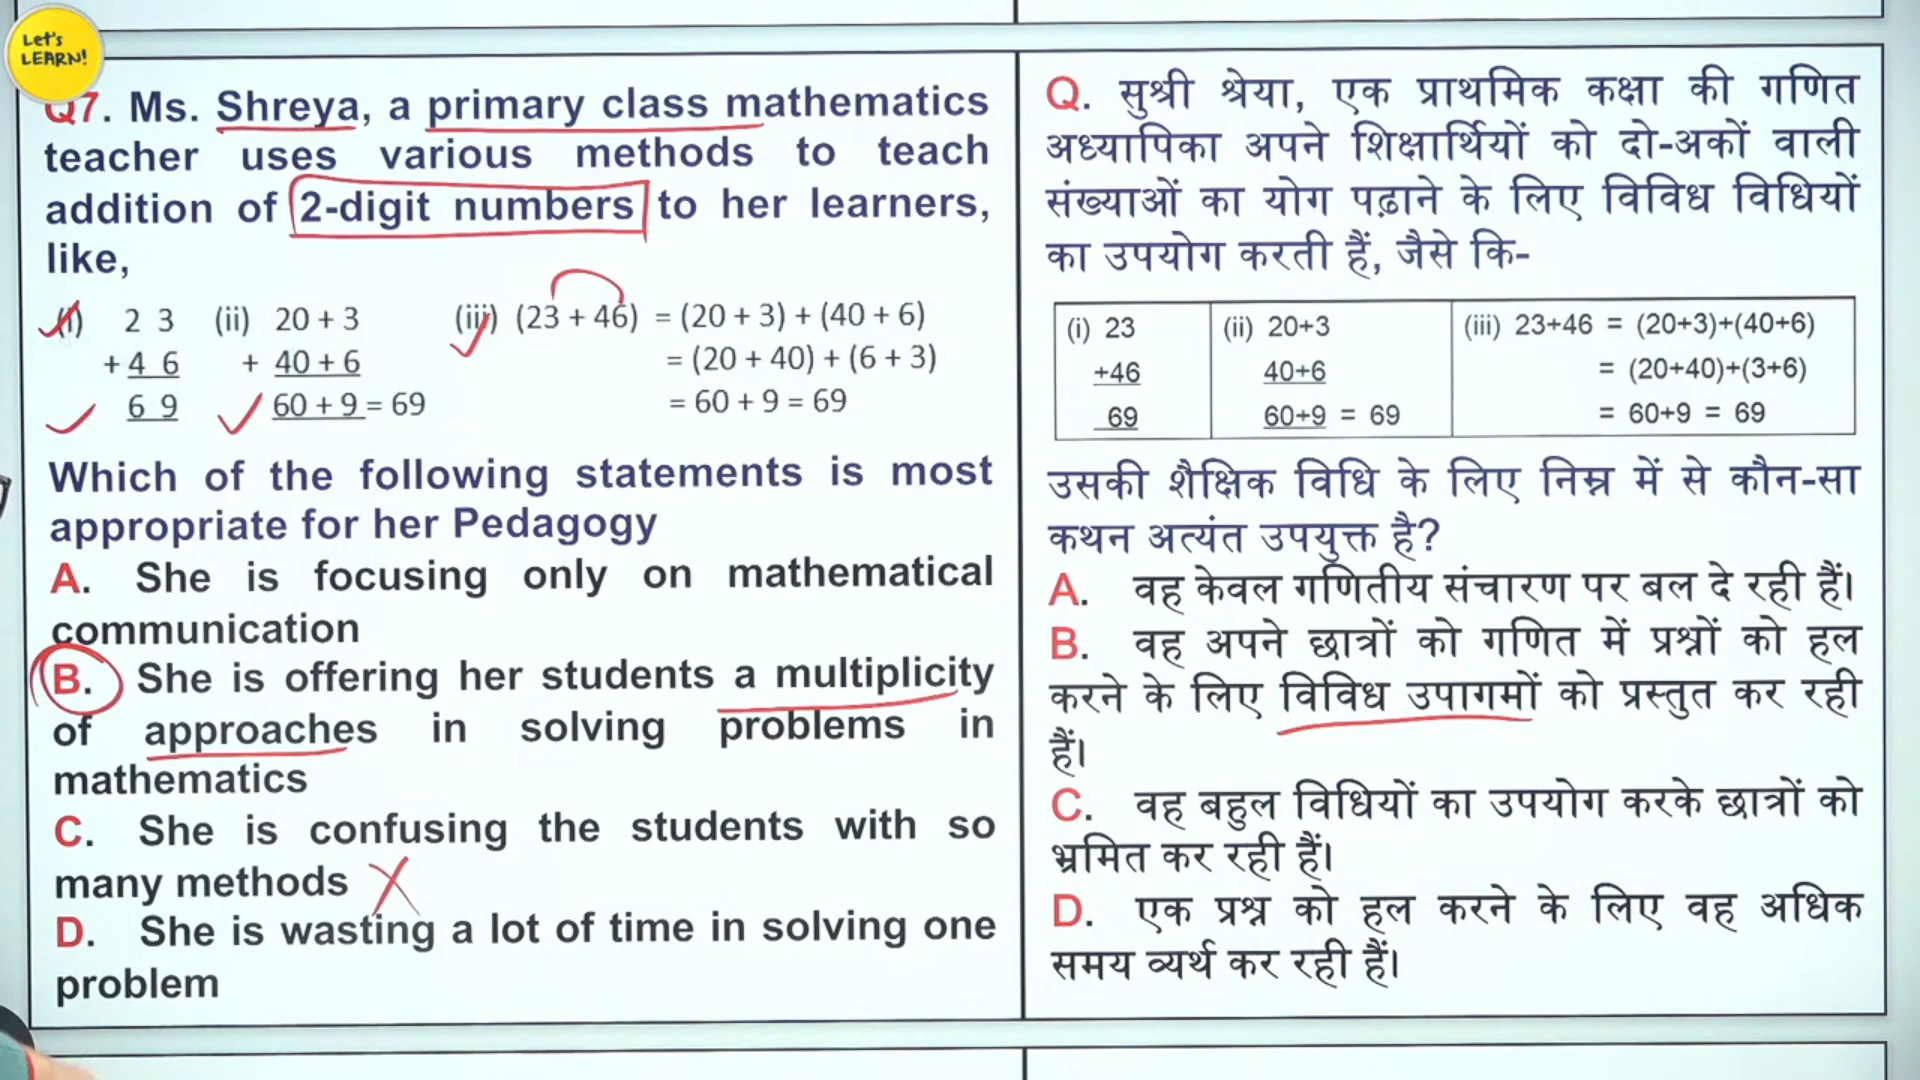 Let's
LEARN!
Q7. Ms. Shreya, a primary class mathematics
teacher uses various methods to teach
addition of 2-digit numbers to her learners,
like,
(i) 2 3 (ii) 20 + 3 (iii) (23 + 46) = (20 + 3) + (40 + 6)
+ 4 6 + 40 + 6 = (20 + 40) + (6 + 3)
6 9 60 + 9 = 69 = 60 + 9 = 69
Which of the following statements is most
appropriate for her Pedagogy
A. She is focusing only on mathematical
communication
B. She is offering her students a multiplicity
of approaches in solving problems in
mathematics
C. She is confusing the students with so
many methods
D. She is wasting a lot of time in solving one
problem
Q. सुश्री श्रेया, एक प्राथमिक कक्षा की गणित
अध्यापिका अपने शिक्षार्थियों को दो-अकों वाली
संख्याओं का योग पढ़ाने के लिए विविध विधियों
का उपयोग करती हैं, जैसे कि-
(i) 23 (ii) 20+3 (iii) 23+46 = (20+3)+(40+6)
+46 40+6 = (20+40)+(3+6)
69 60+9 = 69 = 60+9 = 69
उसकी शैक्षिक विधि के लिए निम्न में से कौन-सा
कथन अत्यंत उपयुक्त है?
A. वह केवल गणितीय संचारण पर बल दे रही हैं।
B. वह अपने छात्रों को गणित में प्रश्नों को हल
करने के लिए विविध उपागमों को प्रस्तुत कर रही
हैं।
C. वह बहुल विधियों का उपयोग करके छात्रों को
भ्रमित कर रही हैं।
D. एक प्रश्न को हल करने के लिए वह अधिक
समय व्यर्थ कर रही हैं।